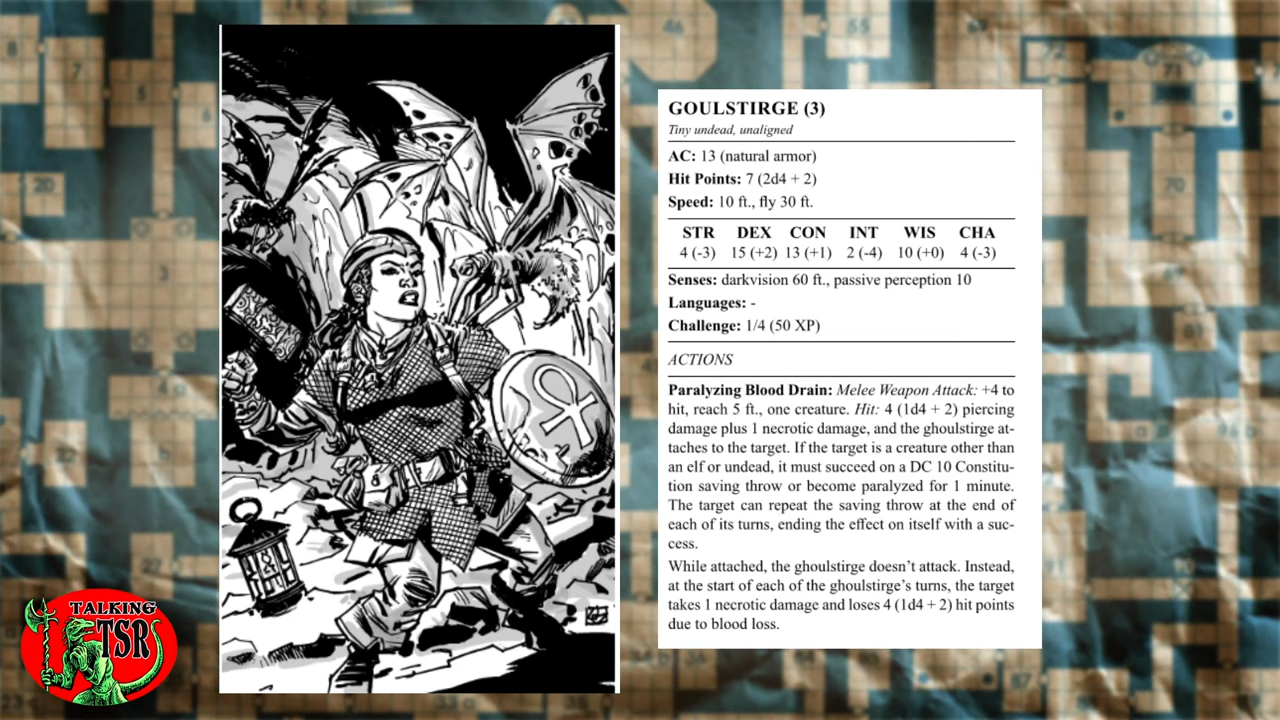 GOULSTIRGE (3)
Tiny undead, unaligned
AC: 13 (natural armor)
Hit Points: 7 (2d4 + 2)
Speed: 10 ft., fly 30 ft.
STR DEX CON INT WIS CHA
4 (-3) 15 (+2) 13 (+1) 2 (-4) 10 (+0) 4 (-3)
Senses: darkvision 60 ft., passive perception 10
Languages: -
Challenge: 1/4 (50 XP)
ACTIONS
Paralyzing Blood Drain: Melee Weapon Attack: +4 to
hit, reach 5 ft., one creature. Hit: 4 (1d4 + 2) piercing
damage plus 1 necrotic damage, and the ghoulstirge at-
taches to the target. If the target is a creature other than
an elf or undead, it must succeed on a DC 10 Constitu-
tion saving throw or become paralyzed for 1 minute.
The target can repeat the saving throw at the end of
each of its turns, ending the effect on itself with a suc-
cess.
While attached, the ghoulstirge doesn't attack. Instead,
at the start of each of the ghoulstirge's turns, the target
takes 1 necrotic damage and loses 4 (1d4 + 2) hit points
due to blood loss.
TALKING
TSR